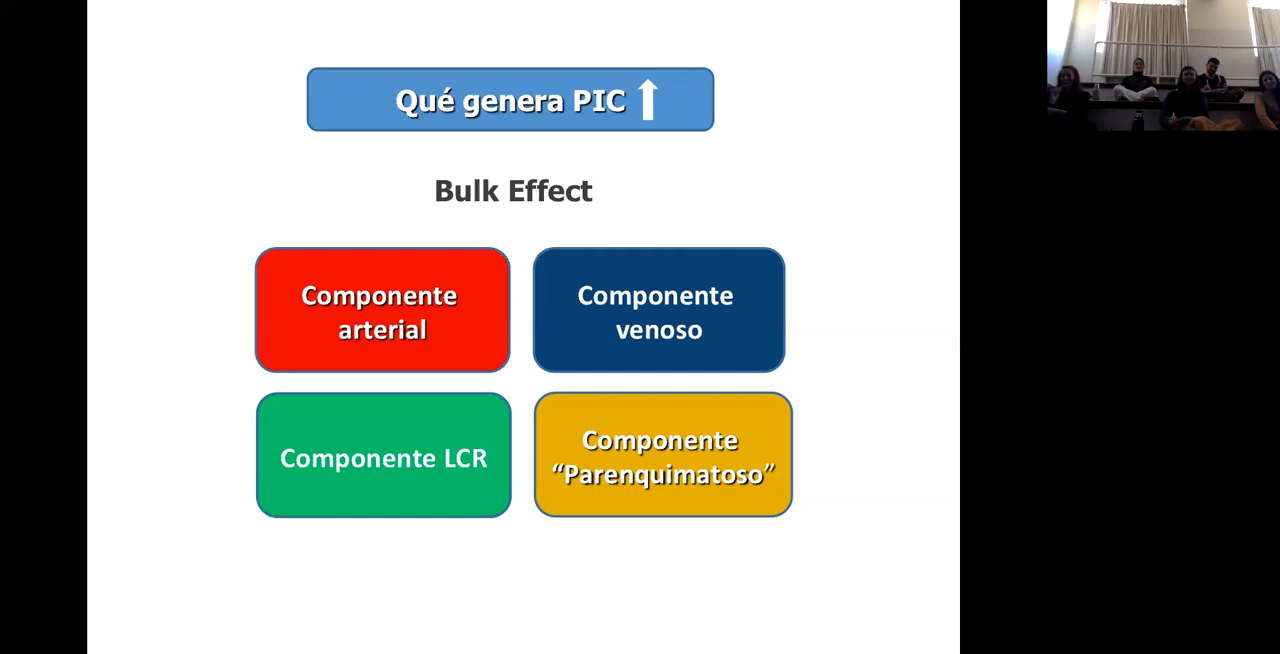 Qué genera PIC
Bulk Effect
Componente
arterial
Componente
venoso
Componente LCR
Componente
“Parenquimatoso”